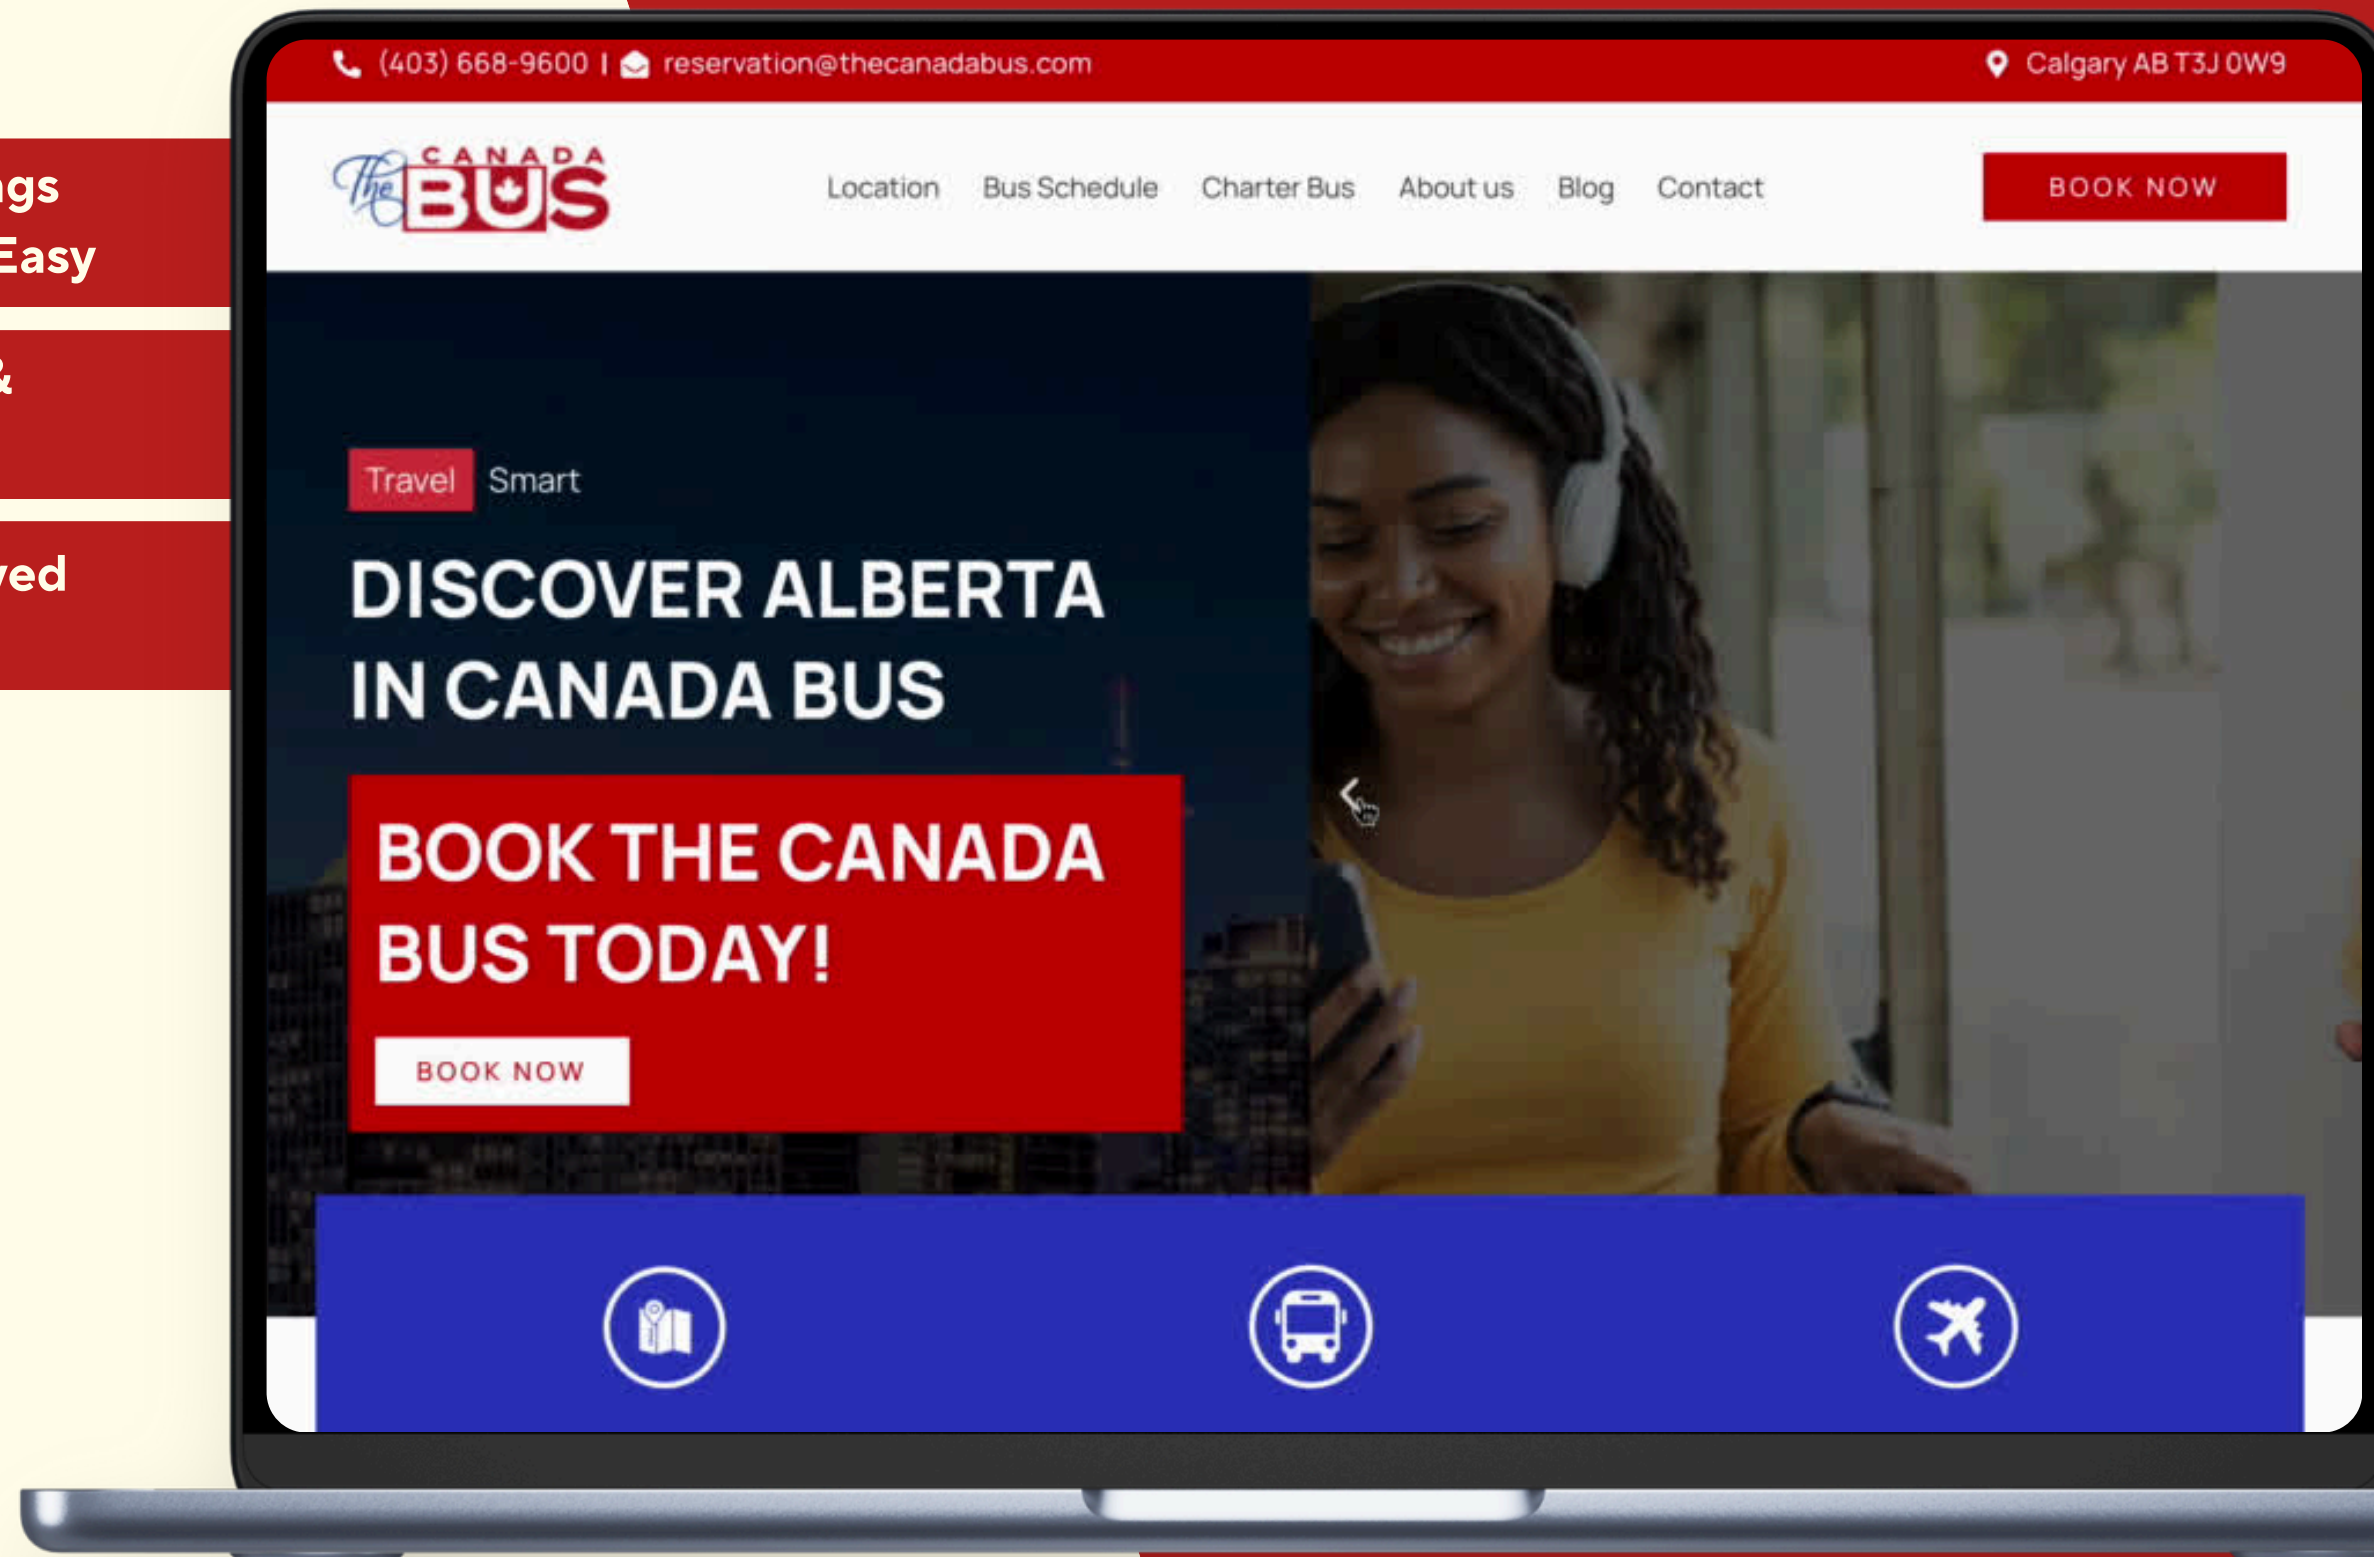 (403) 668-9600 | reservation@thecanadabus.com
Calgary AB T3J 0W9
The CANADA BUS
Location Bus Schedule Charter Bus About us Blog Contact
BOOK NOW
Easy
&
Travel Smart
DISCOVER ALBERTA
IN CANADA BUS
BOOK THE CANADA
BUS TODAY!
BOOK NOW